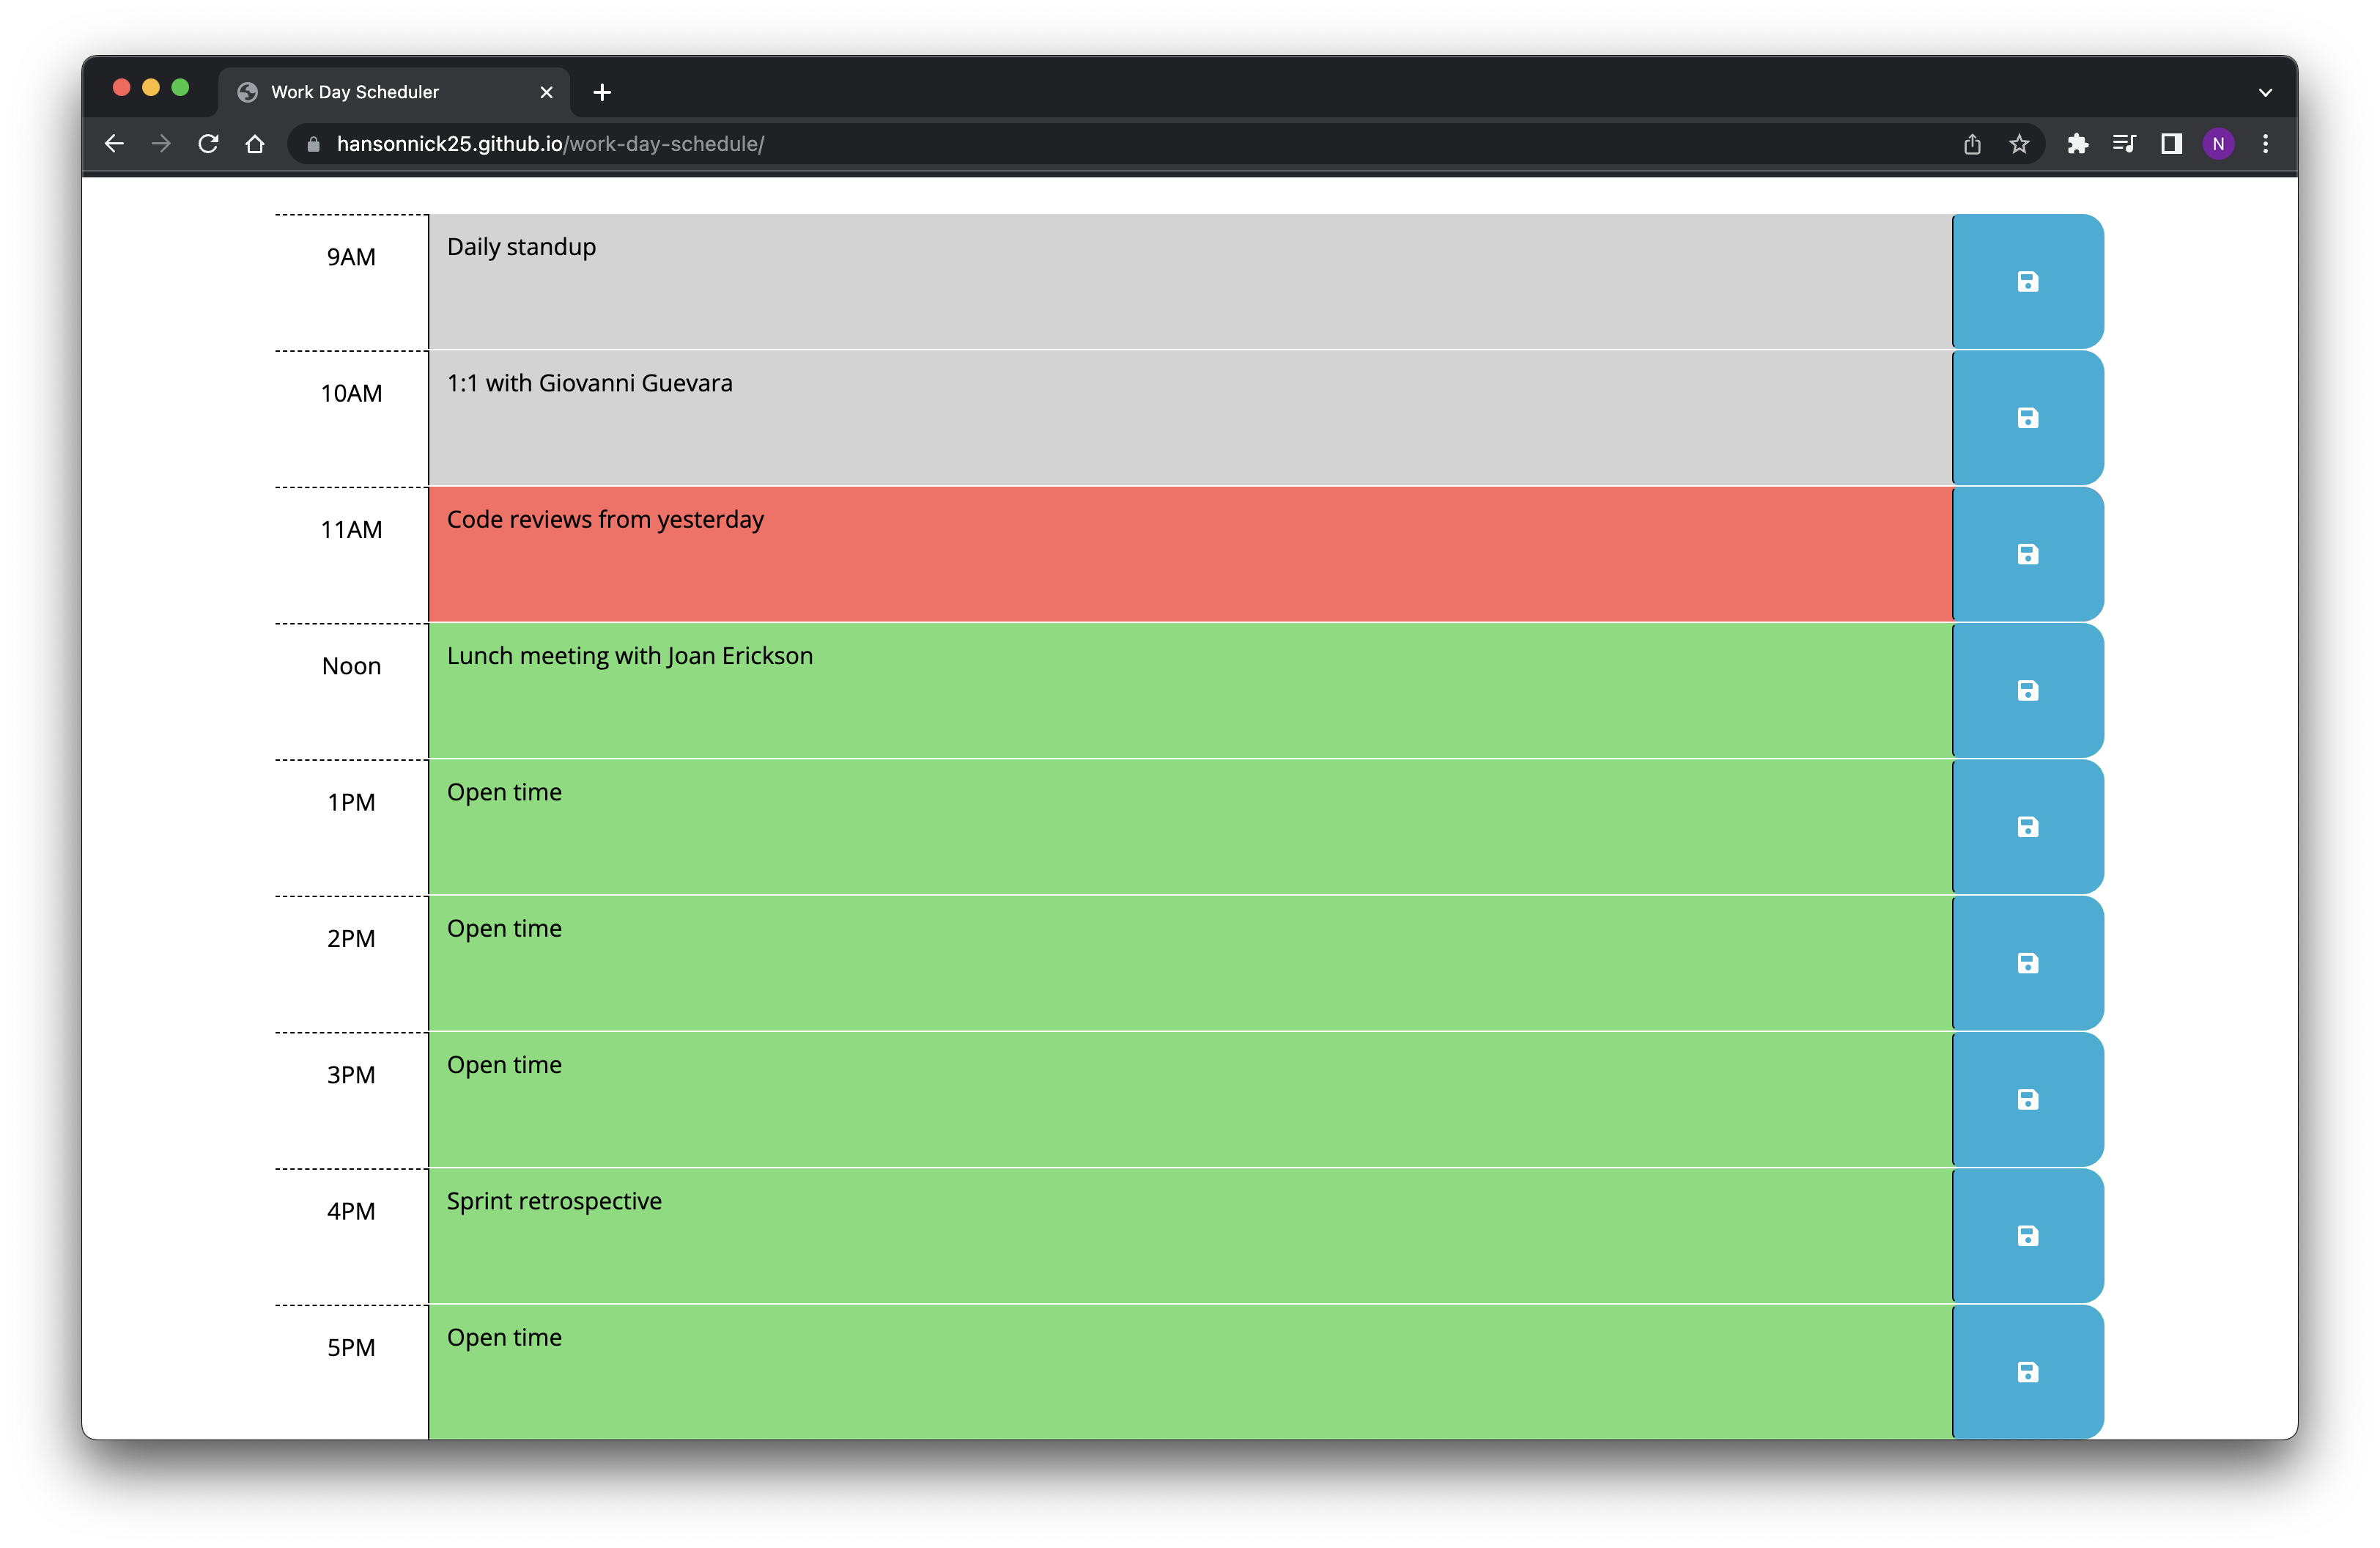 Work Day Scheduler
hansonnick25.github.io/work-day-schedule/
N
9AM
Daily standup
10AM
1:1 with Giovanni Guevara
11AM
Code reviews from yesterday
Noon
Lunch meeting with Joan Erickson
1PM
Open time
2PM
Open time
3PM
Open time
4PM
Sprint retrospective
5PM
Open time